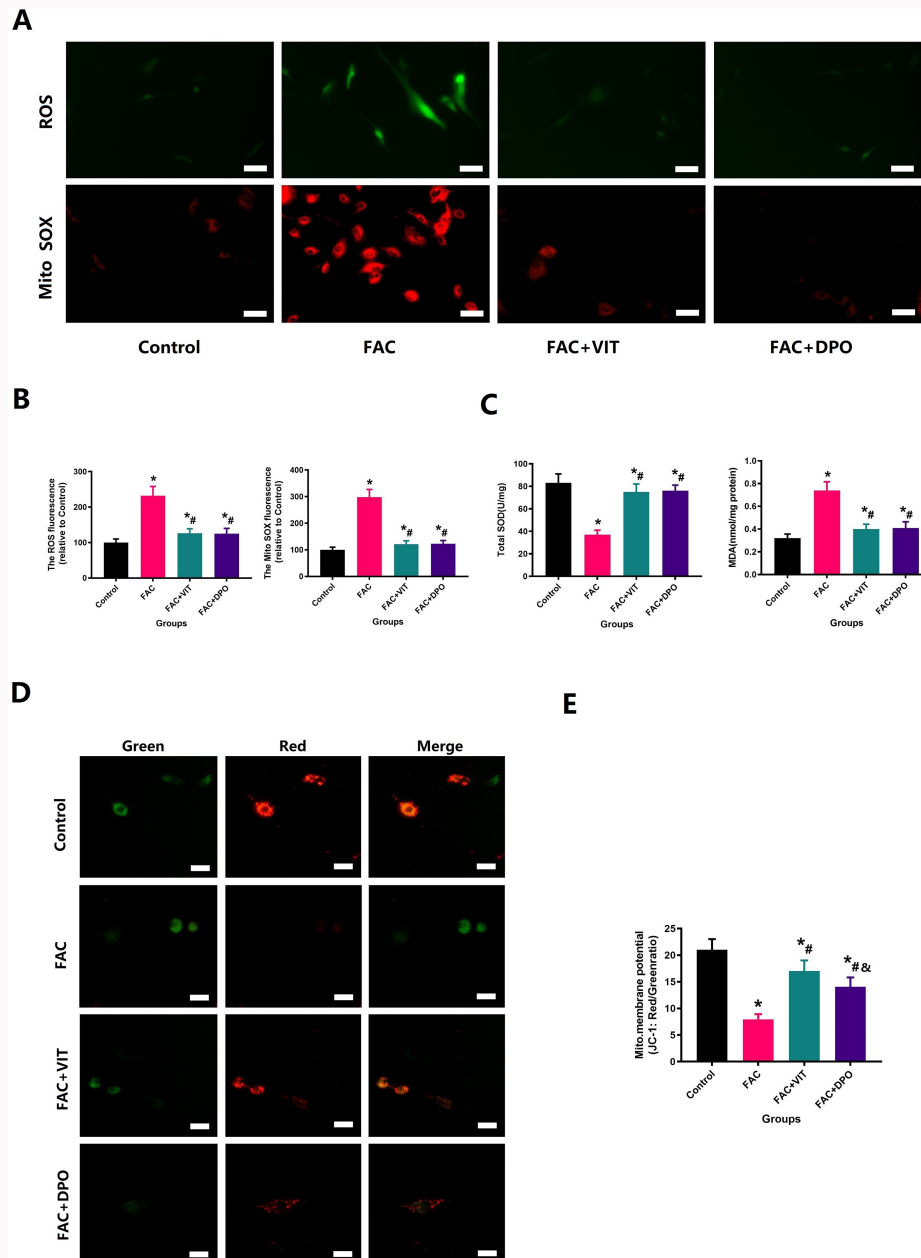 A
ROS
Mito SOX
Control
FAC
FAC+VIT
FAC+DPO
B
The ROS fluorescence
(relative to Control)
300
200
100
0
*
*#
*#
Control
FAC
FAC+VIT
FAC+DPO
Groups
The Mito SOX fluorescence
(relative to Control)
400
300
200
100
0
*
*#
*#
Control
FAC
FAC+VIT
FAC+DPO
Groups
C
Total SOD(U/mg)
100
80
60
40
20
0
*
*#
*#
Control
FAC
FAC+VIT
FAC+DPO
Groups
MDA(nmol/mg protein)
1.0
0.8
0.6
0.4
0.2
0.0
*
*#
*#
Control
FAC
FAC+VIT
FAC+DPO
Groups
D
Green
Red
Merge
Control
FAC
FAC+VIT
FAC+DPO
E
Mito.membrane potential
(JC-1: Red/Greenratio)
25
20
15
10
5
0
*
*#
*#&
Control
FAC
FAC+VIT
FAC+DPO
Groups